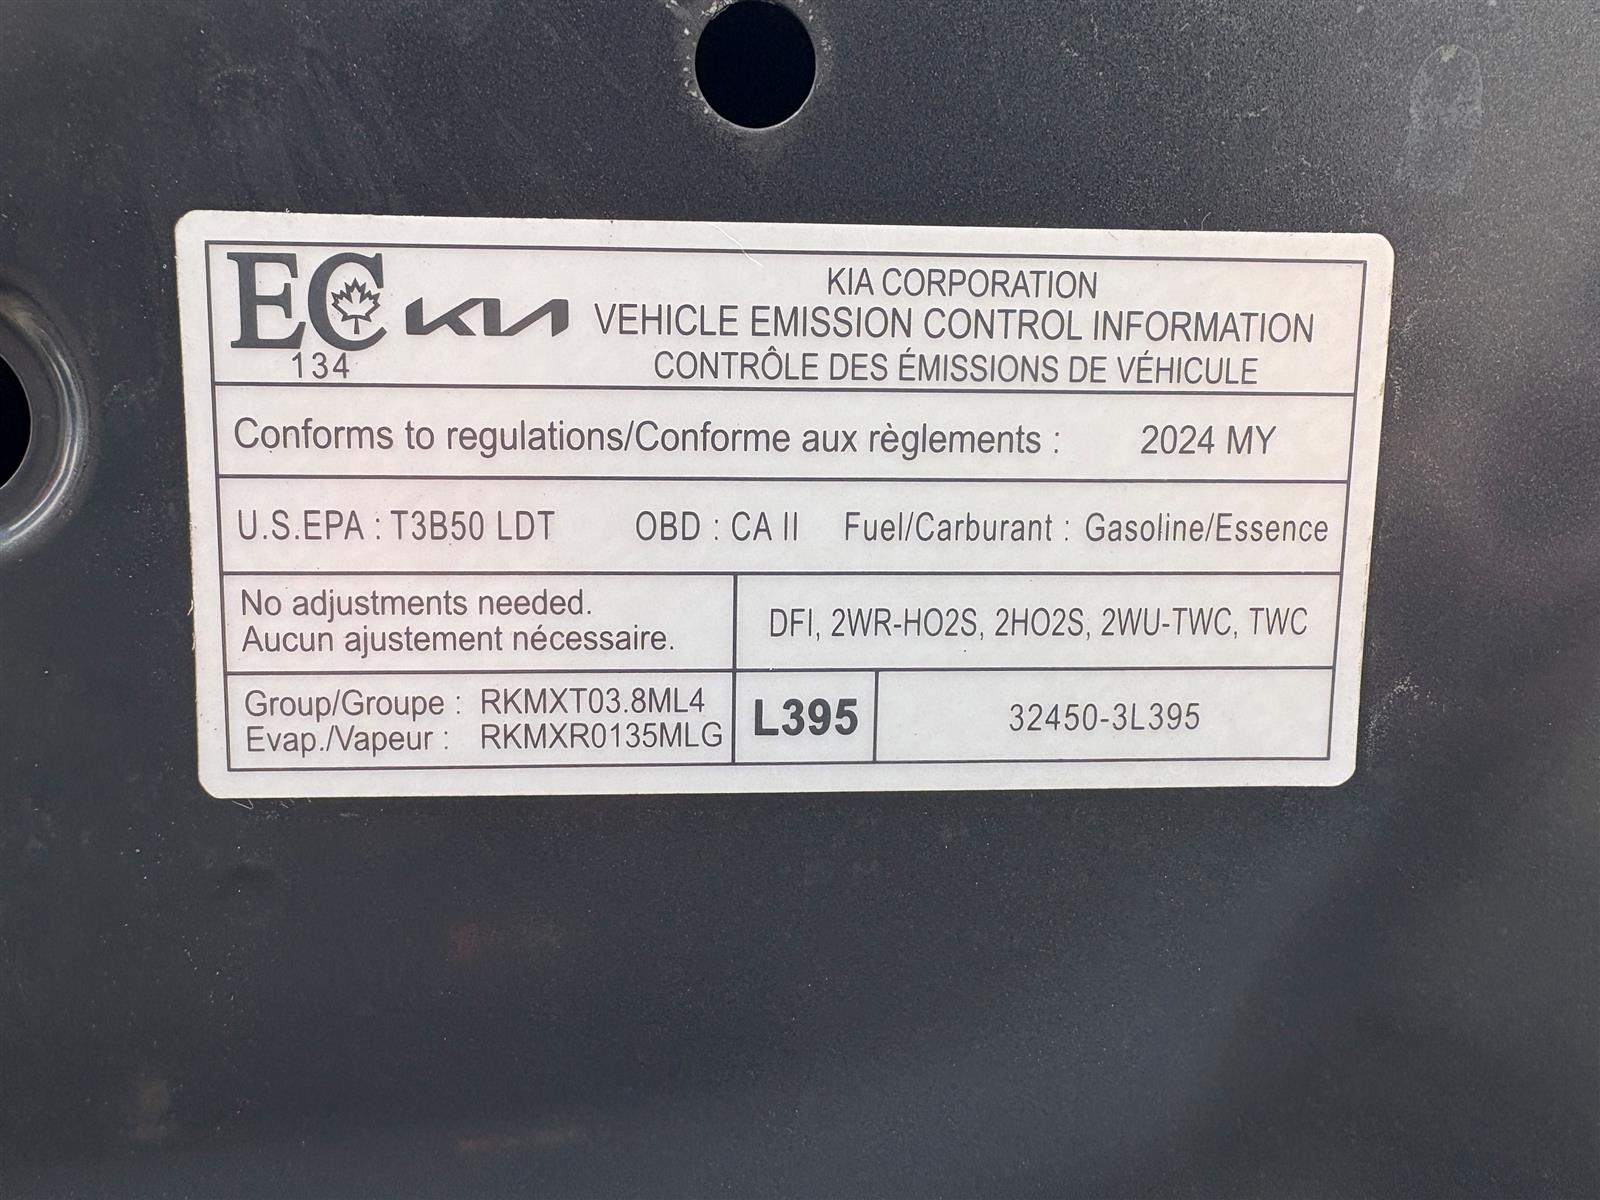 EC
134
KIA
KIA CORPORATION
VEHICLE EMISSION CONTROL INFORMATION
CONTRÔLE DES ÉMISSIONS DE VÉHICULE
Conforms to regulations/Conforme aux règlements : 2024 MY
U.S.EPA : T3B50 LDT OBD : CA II Fuel/Carburant : Gasoline/Essence
No adjustments needed.
Aucun ajustement nécessaire.
DFI, 2WR-HO2S, 2HO2S, 2WU-TWC, TWC
Group/Groupe : RKMXT03.8ML4
Evap./Vapeur : RKMXR0135MLG
L395
32450-3L395